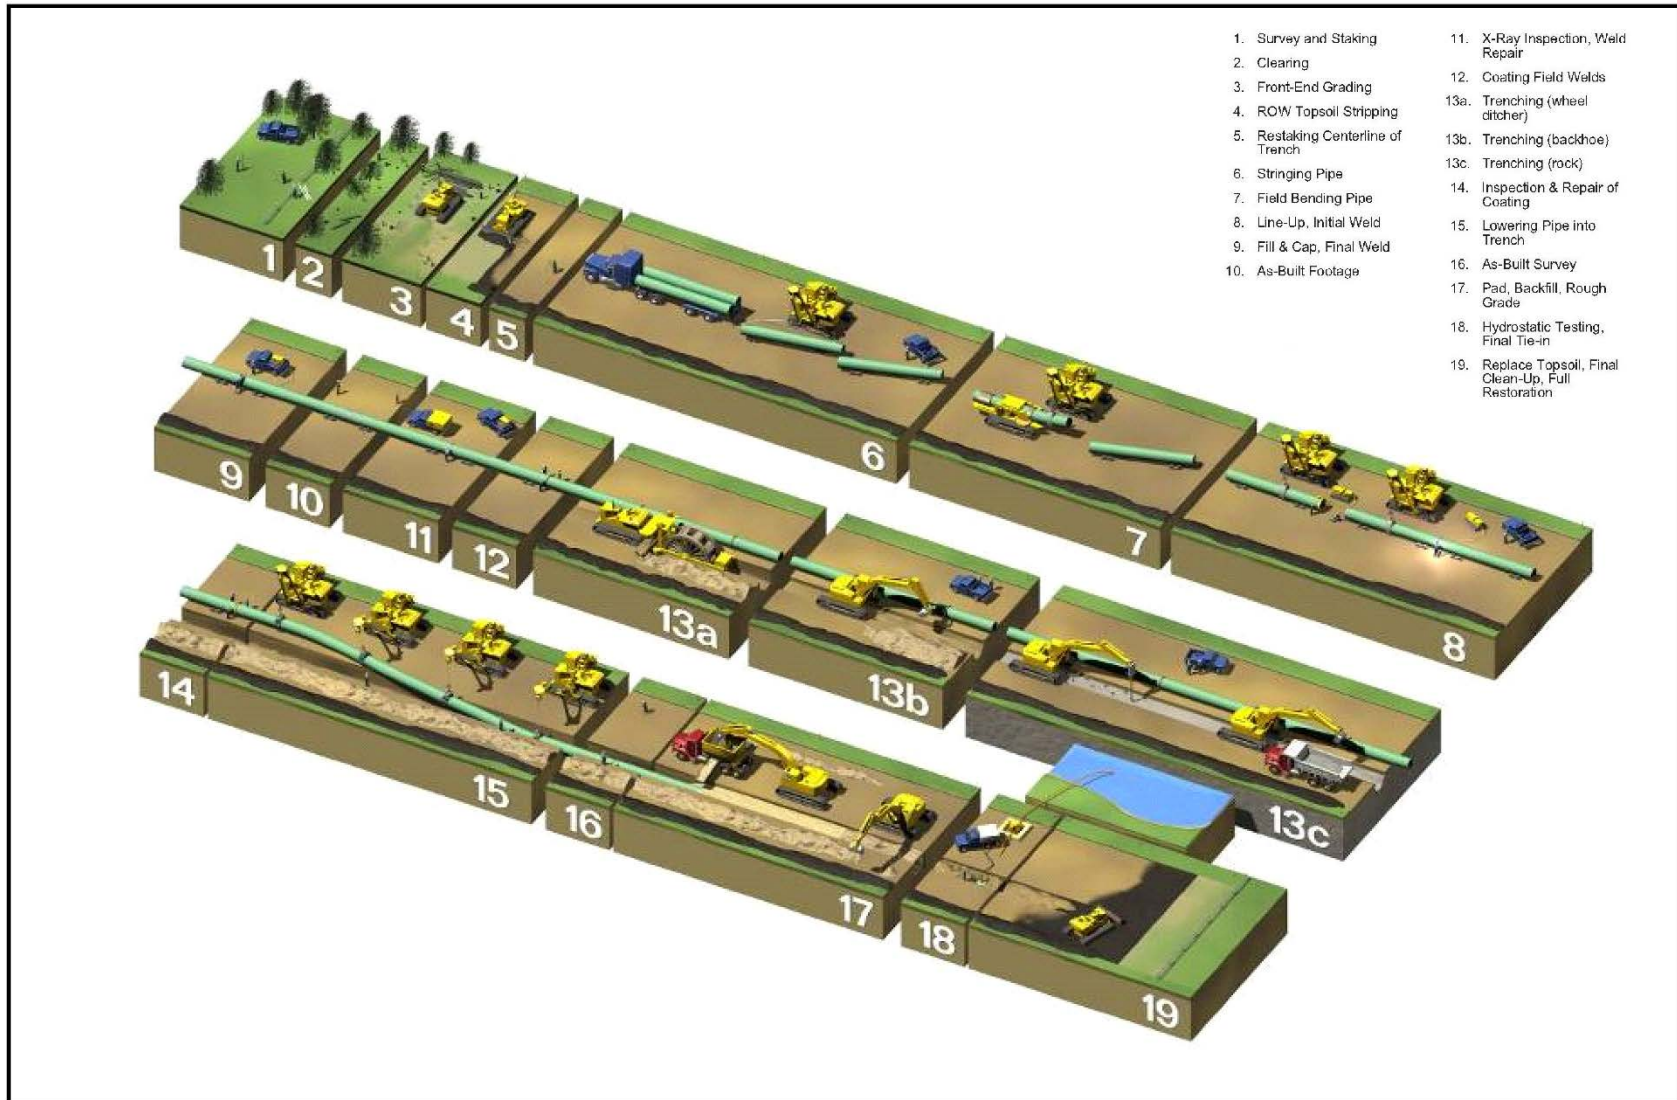 1. Survey and Staking
2. Clearing
3. Front-End Grading
4. ROW Topsoil Stripping
5. Restaking Centerline of
Trench
6. Stringing Pipe
7. Field Bending Pipe
8. Line-Up, Initial Weld
9. Fill & Cap, Final Weld
10. As-Built Footage
11. X-Ray Inspection, Weld
Repair
12. Coating Field Welds
13a. Trenching (wheel
ditcher)
13b. Trenching (backhoe)
13c. Trenching (rock)
14. Inspection & Repair of
Coating
15. Lowering Pipe into
Trench
16. As-Built Survey
17. Pad, Backfill, Rough
Grade
18. Hydrostatic Testing,
Final Tie-in
19. Replace Topsoil, Final
Clean-Up, Full
Restoration
1
2
3
4
5
6
7
8
9
10
11
12
13a
13b
13c
14
15
16
17
18
19